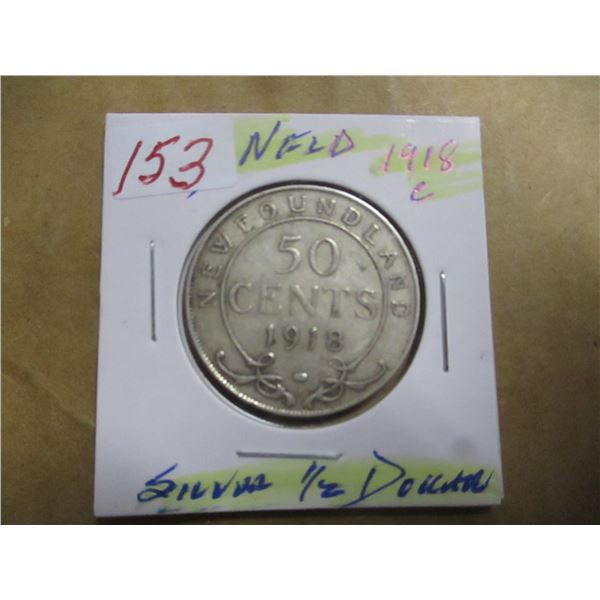 153 NFLD 1918
C
NEWFOUNDLAND
50
CENTS
1918
SILVER 1/2 DOLLAR